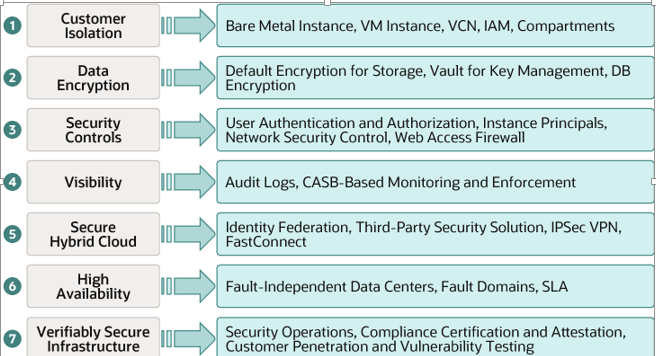 1
Customer
Isolation
Bare Metal Instance, VM Instance, VCN, IAM, Compartments
2
Data
Encryption
Default Encryption for Storage, Vault for Key Management, DB
Encryption
3
Security
Controls
User Authentication and Authorization, Instance Principals,
Network Security Control, Web Access Firewall
4
Visibility
Audit Logs, CASB-Based Monitoring and Enforcement
5
Secure
Hybrid Cloud
Identity Federation, Third-Party Security Solution, IPSec VPN,
FastConnect
6
High
Availability
Fault-Independent Data Centers, Fault Domains, SLA
7
Verifiably Secure
Infrastructure
Security Operations, Compliance Certification and Attestation,
Customer Penetration and Vulnerability Testing